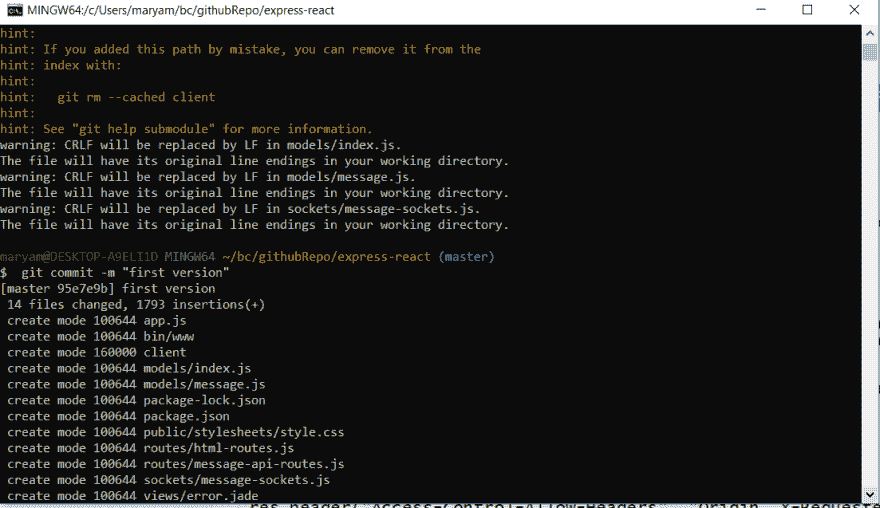 MINGW64:/c/Users/maryam/bc/githubRepo/express-react
hint:
hint: If you added this path by mistake, you can remove it from the
hint: index with:
hint:
hint:   git rm --cached client
hint:
hint: See "git help submodule" for more information.
warning: CRLF will be replaced by LF in models/index.js.
The file will have its original line endings in your working directory.
warning: CRLF will be replaced by LF in models/message.js.
The file will have its original line endings in your working directory.
warning: CRLF will be replaced by LF in sockets/message-sockets.js.
The file will have its original line endings in your working directory.
maryam@DESKTOP-A9ELI1D MINGW64 ~/bc/githubRepo/express-react (master)
$  git commit -m "first version"
[master 95e7e9b] first version
 14 files changed, 1793 insertions(+)
 create mode 100644 app.js
 create mode 100644 bin/www
 create mode 160000 client
 create mode 100644 models/index.js
 create mode 100644 models/message.js
 create mode 100644 package-lock.json
 create mode 100644 package.json
 create mode 100644 public/stylesheets/style.css
 create mode 100644 routes/html-routes.js
 create mode 100644 routes/message-api-routes.js
 create mode 100644 sockets/message-sockets.js
 create mode 100644 views/error.jade